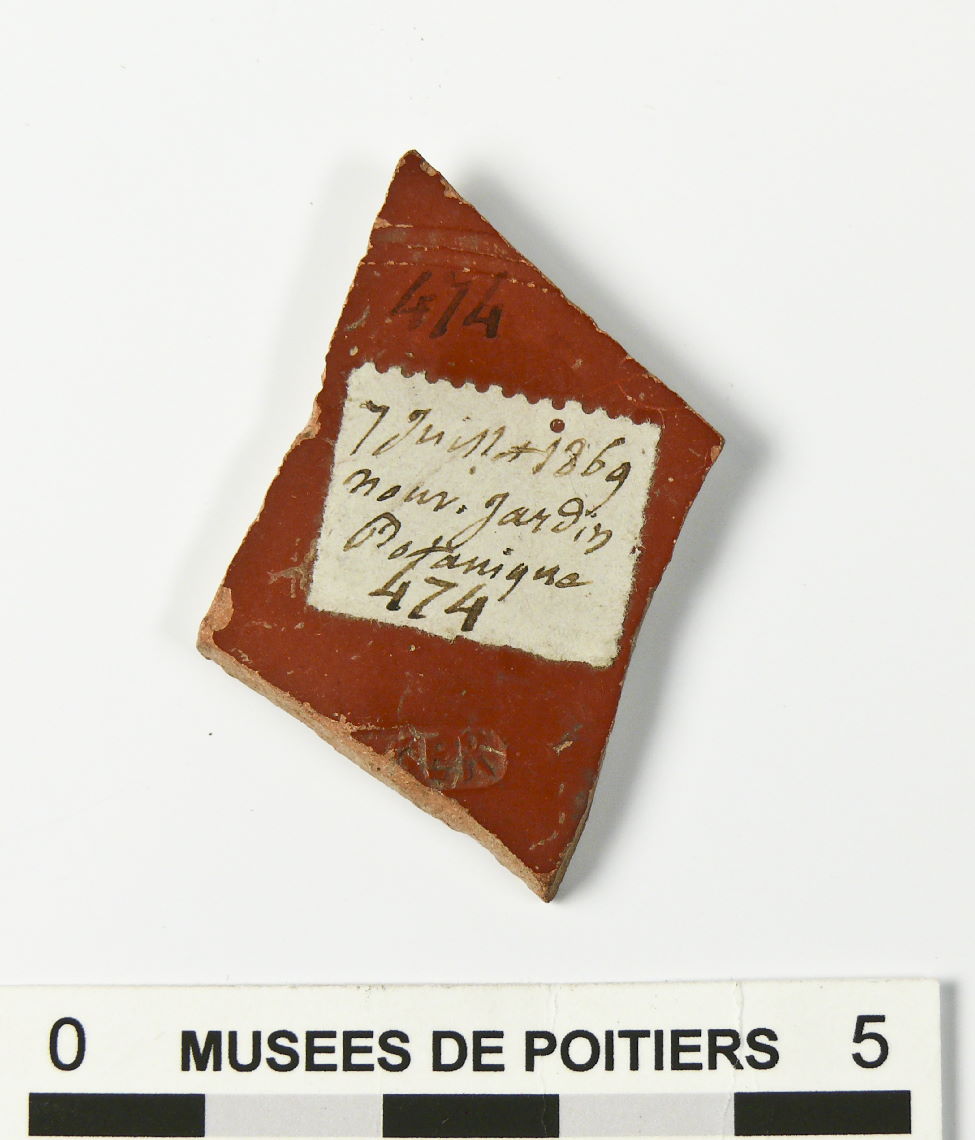 474
7 Juillet 1869
nouv. Jardin
Botanique
474
0 MUSEES DE POITIERS 5